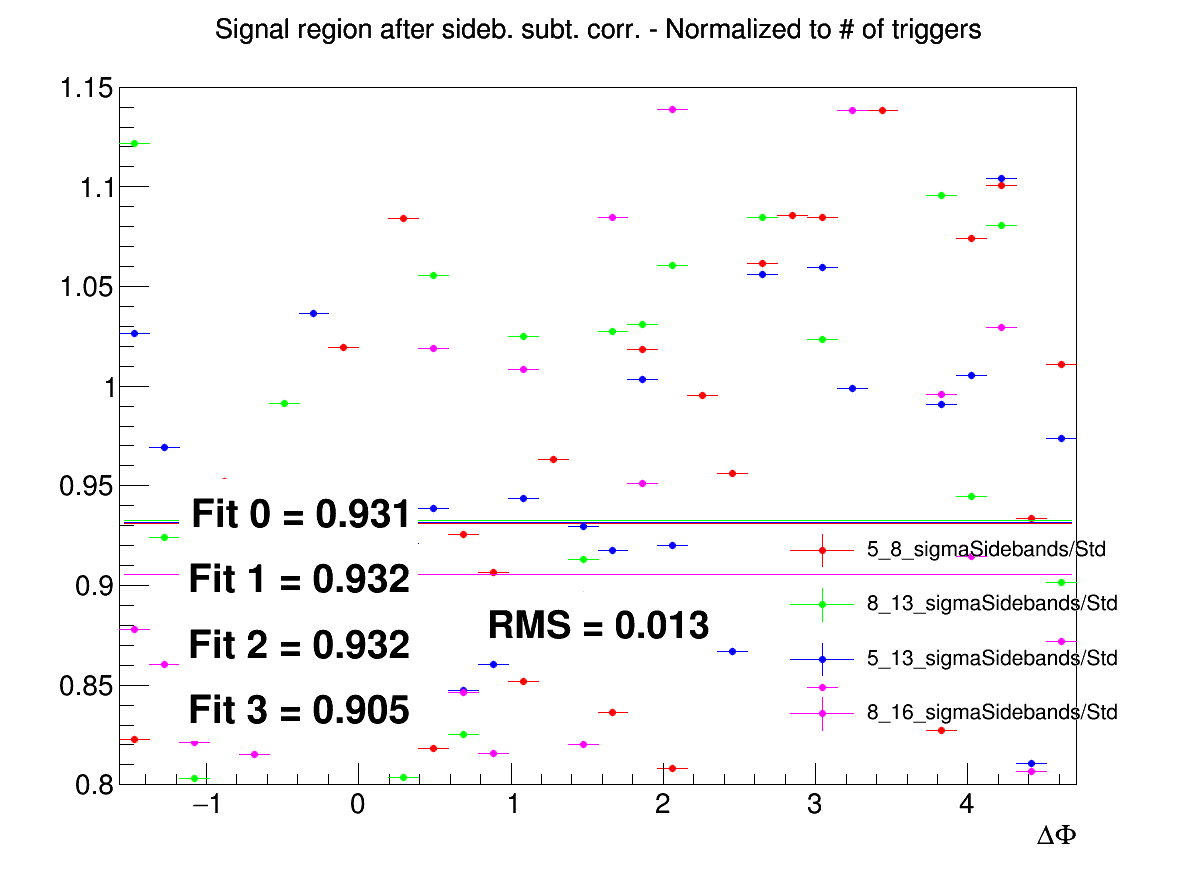 Signal region after sideb. subt. corr. - Normalized to # of triggers
1.15
1.1
1.05
1
0.95
0.9
0.85
0.8
Fit 0 = 0.931
Fit 1 = 0.932
Fit 2 = 0.932
Fit 3 = 0.905
RMS = 0.013
5_8_sigmaSidebands/Std
8_13_sigmaSidebands/Std
5_13_sigmaSidebands/Std
8_16_sigmaSidebands/Std
−1 0 1 2 3 4
ΔΦ